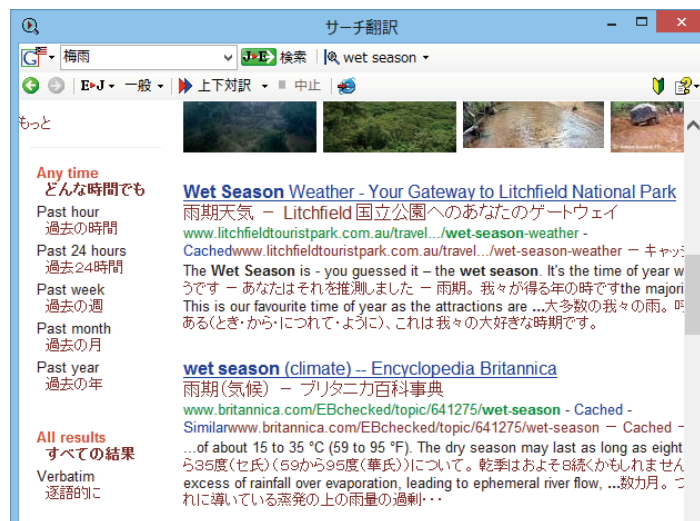 サーチ翻訳
梅雨 J▸E 検索 wet season
E▸J 一般 上下対訳 中止
もっと
Any time
どんな時間でも
Past hour
過去の時間
Past 24 hours
過去24時間
Past week
過去の週
Past month
過去の月
Past year
過去の年
All results
すべての結果
Verbatim
逐語的に
Wet Season Weather - Your Gateway to Litchfield National Park
雨期天気 － Litchfield 国立公園へのあなたのゲートウェイ
www.litchfieldtouristpark.com.au/travel.../wet-season-weather -
Cachedwww.litchfieldtouristpark.com.au/travel.../wet-season-weather － キャッシ
The Wet Season is - you guessed it – the wet season. It's the time of year w
うです － あなたはそれを推測しました － 雨期。我々が得る年の時ですthe majori
This is our favourite time of year as the attractions are ...大多数の我々の雨。呼
ある(とき・から・につれて・ように)、これは我々の大好きな時期です。
wet season (climate) -- Encyclopedia Britannica
雨期(気候) － ブリタニカ百科事典
www.britannica.com/EBchecked/topic/641275/wet-season - Cached -
Similarwww.britannica.com/EBchecked/topic/641275/wet-season － Cached －
...of about 15 to 35 °C (59 to 95 °F). The dry season may last as long as eight
ら35度(セ氏)(59から95度(華氏))について。乾季はおよそ8続くかもしれません
excess of rainfall over evaporation, leading to ephemeral river flow, ...数カ月。つ
れに導いている蒸発の上の雨量の過剰・・・